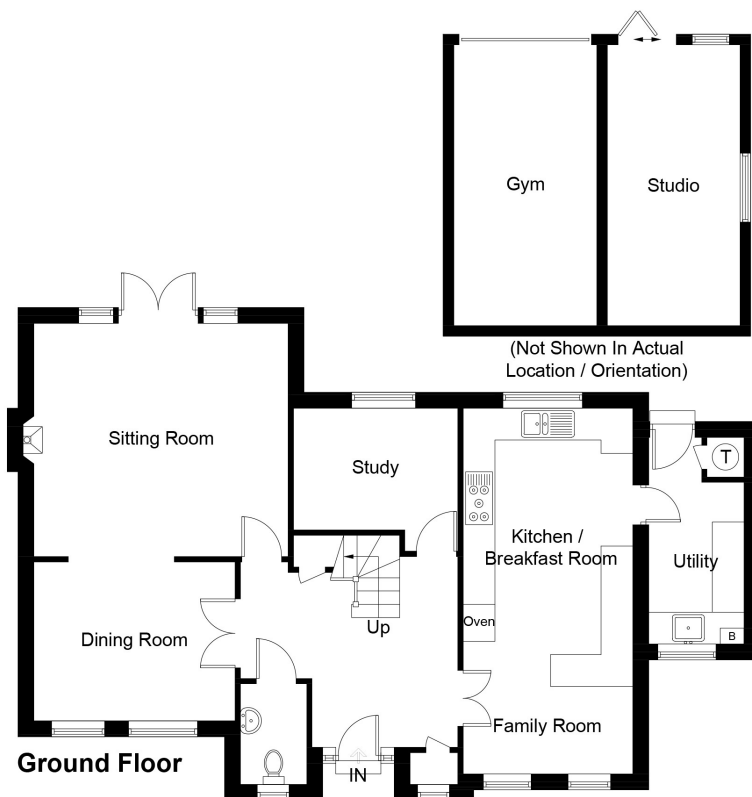 Gym
Studio
(Not Shown In Actual
Location / Orientation)
Sitting Room
Study
T
Kitchen /
Breakfast Room
Utility
Up
Oven
B
Dining Room
Family Room
Ground Floor
IN